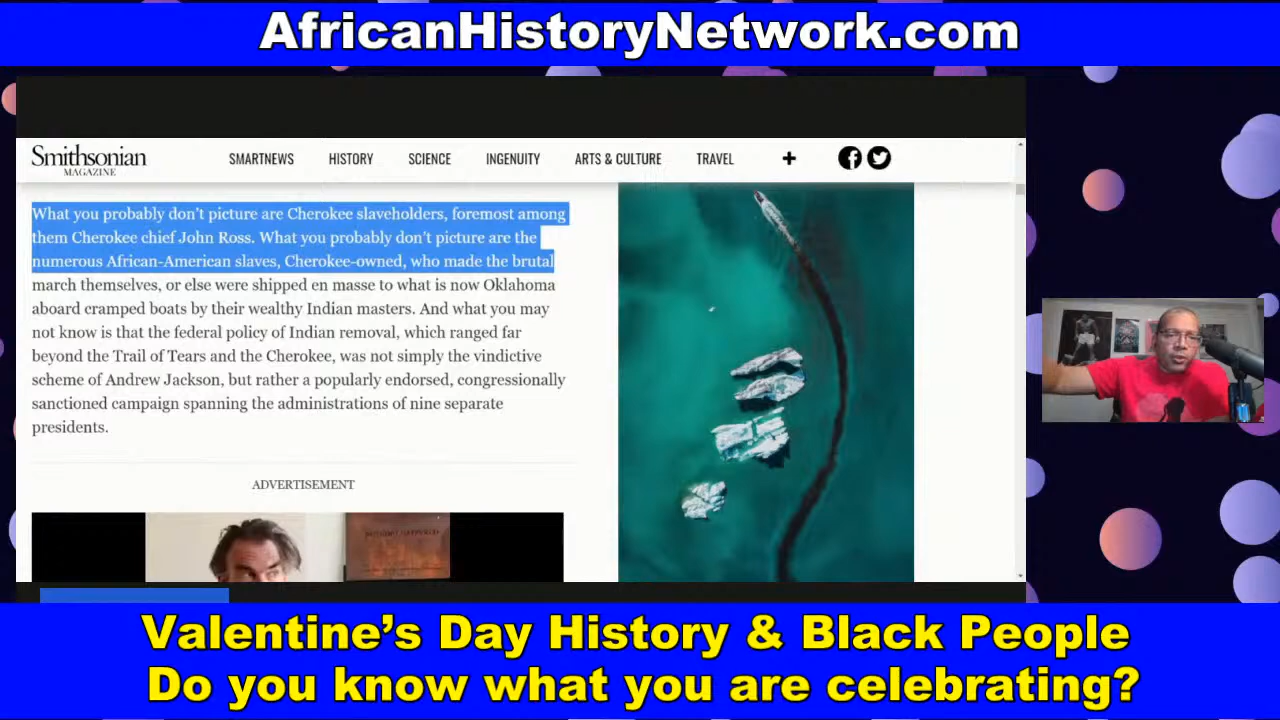 AfricanHistoryNetwork.com
Smithsonian
MAGAZINE
SMARTNEWS HISTORY SCIENCE INGENUITY ARTS & CULTURE TRAVEL +
What you probably don't picture are Cherokee slaveholders, foremost among
them Cherokee chief John Ross. What you probably don't picture are the
numerous African-American slaves, Cherokee-owned, who made the brutal
march themselves, or else were shipped en masse to what is now Oklahoma
aboard cramped boats by their wealthy Indian masters. And what you may
not know is that the federal policy of Indian removal, which ranged far
beyond the Trail of Tears and the Cherokee, was not simply the vindictive
scheme of Andrew Jackson, but rather a popularly endorsed, congressionally
sanctioned campaign spanning the administrations of nine separate
presidents.
ADVERTISEMENT
Valentine’s Day History & Black People
Do you know what you are celebrating?